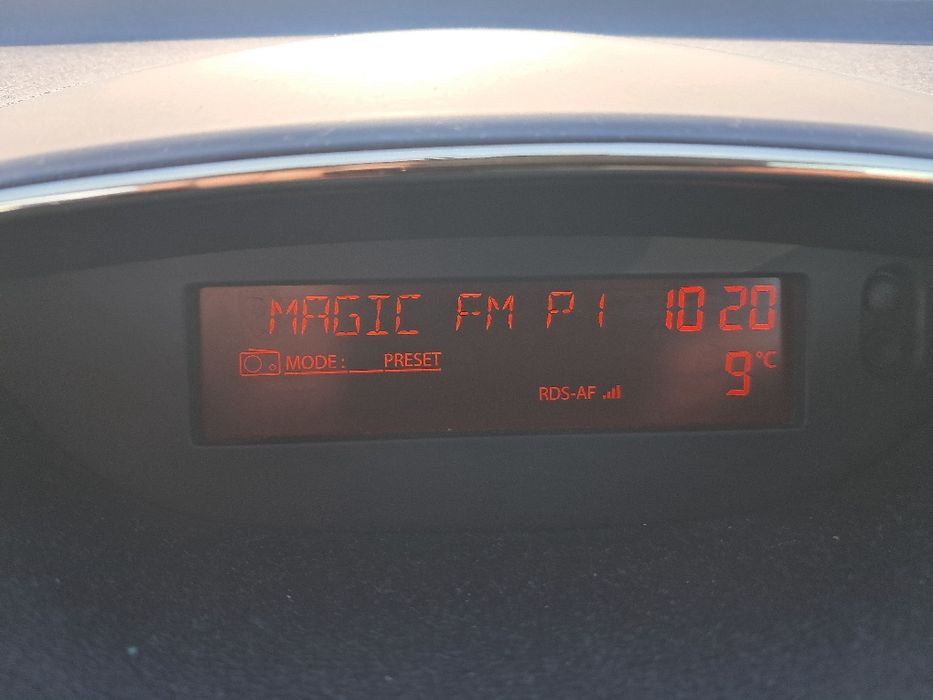 MAGIC FM P1 10 20
MODE: PRESET 9°C
RDS-AF